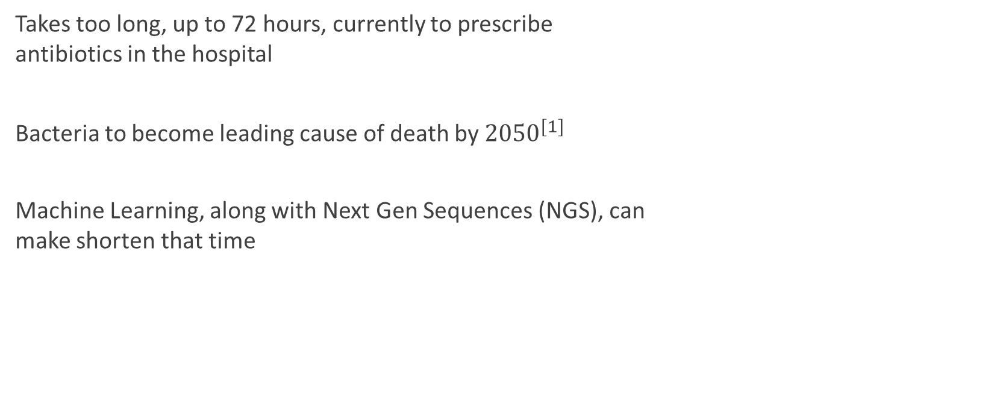 Takes too long, up to 72 hours, currently to prescribe
antibiotics in the hospital
Bacteria to become leading cause of death by 2050[1]
Machine Learning, along with Next Gen Sequences (NGS), can
make shorten that time